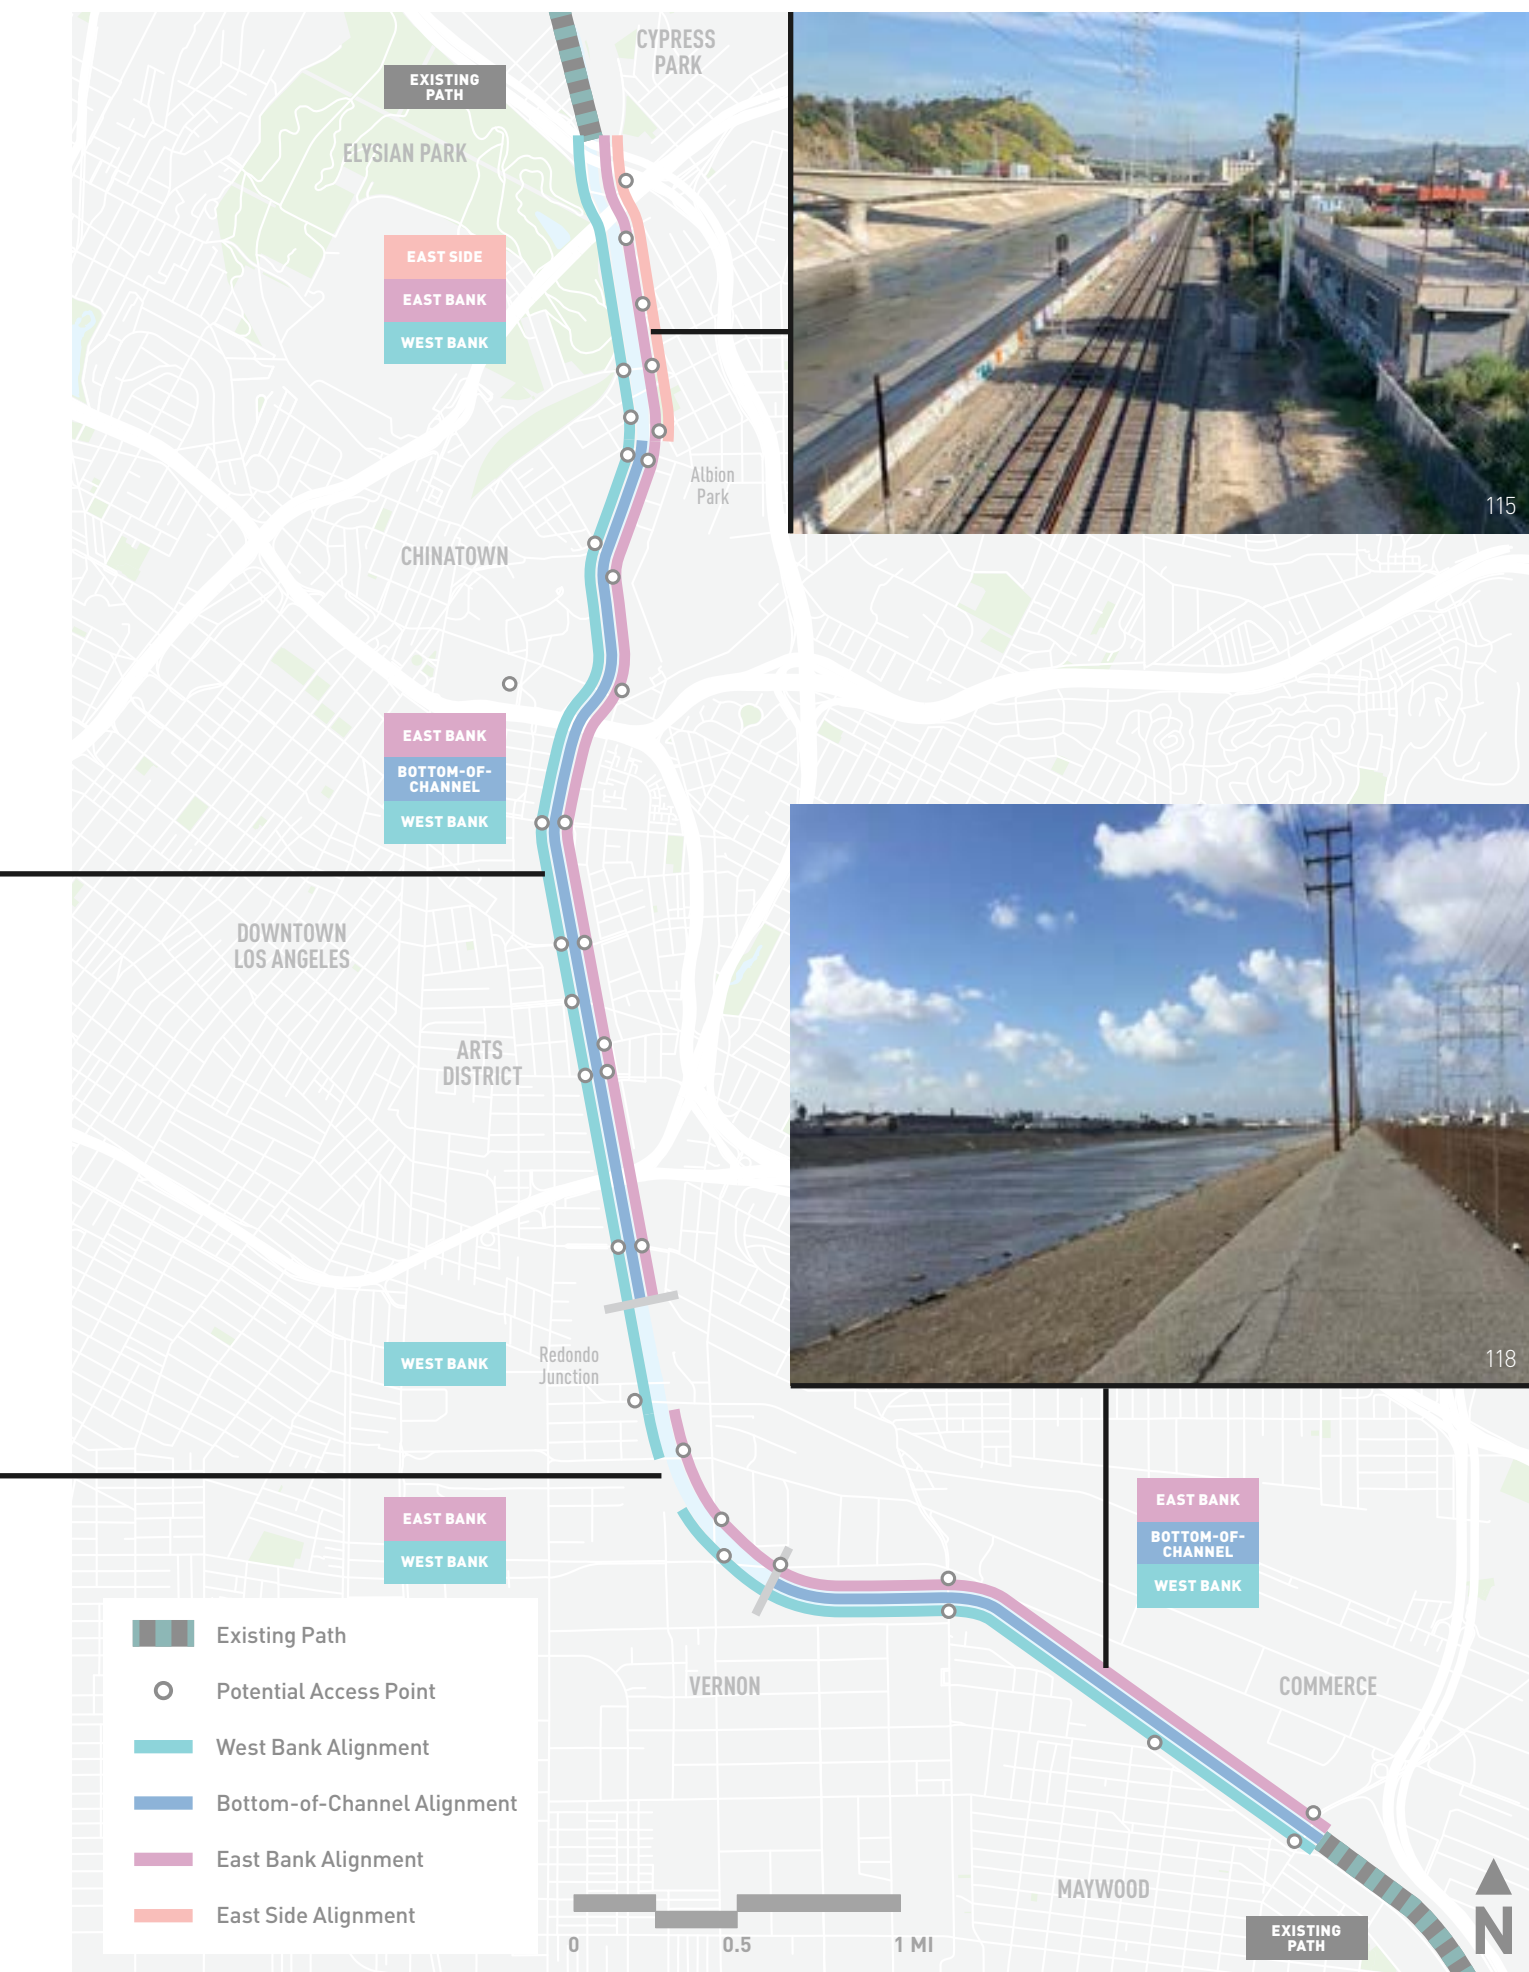 CYPRESS
PARK
EXISTING
PATH
ELYSIAN PARK
EAST SIDE
EAST BANK
WEST BANK
Albion
Park
115
CHINATOWN
EAST BANK
BOTTOM-OF-
CHANNEL
WEST BANK
DOWNTOWN
LOS ANGELES
ARTS
DISTRICT
118
WEST BANK
Redondo
Junction
EAST BANK
WEST BANK
EAST BANK
BOTTOM-OF-
CHANNEL
WEST BANK
Existing Path
Potential Access Point
West Bank Alignment
Bottom-of-Channel Alignment
East Bank Alignment
East Side Alignment
VERNON
COMMERCE
MAYWOOD
0
0.5
1 MI
EXISTING
PATH
N